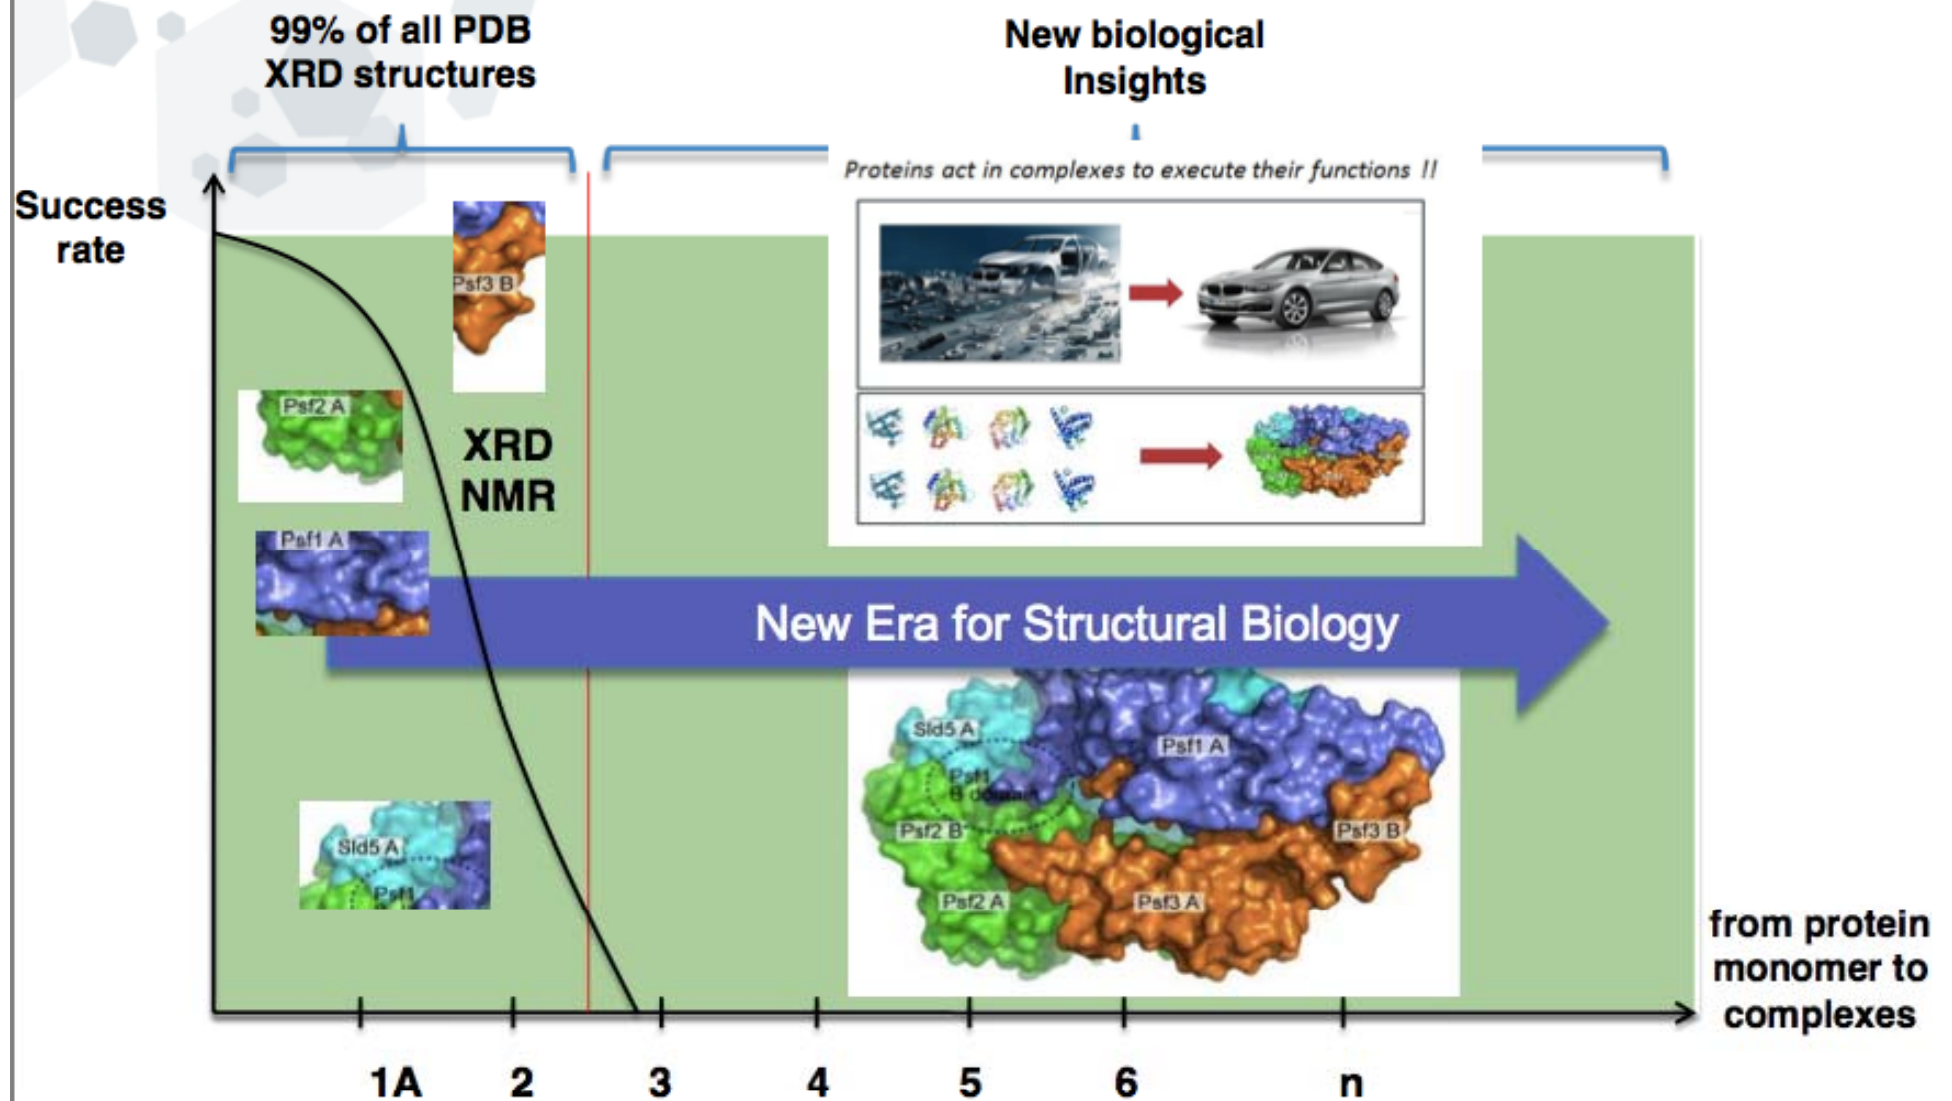 99% of all PDB
XRD structures
New biological
Insights
Proteins act in complexes to execute their functions !!
Success
rate
Psf3 B
Psf2 A
XRD
NMR
Psf1 A
New Era for Structural Biology
Sld5 A
Psf1 A
Psf1
B domain
Psf2 B
Psf3 B
Sld5 A
Psf1
Psf2 A
Psf3 A
from protein
monomer to
complexes
1A 2 3 4 5 6 n